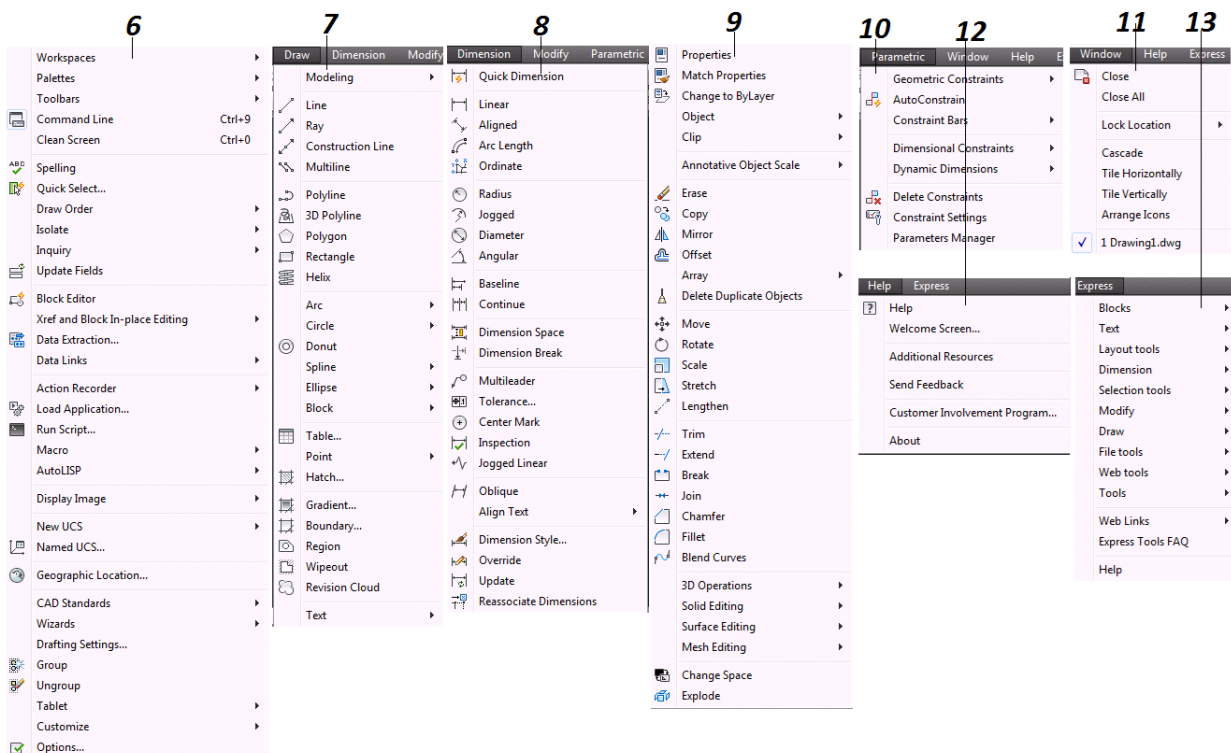 6
Workspaces
Palettes
Toolbars
Command Line Ctrl+9
Clean Screen Ctrl+0
ABC
Spelling
Quick Select...
Draw Order
Isolate
Inquiry
Update Fields
Block Editor
Xref and Block In-place Editing
Data Extraction...
Data Links
Action Recorder
Load Application...
Run Script...
Macro
AutoLISP
Display Image
New UCS
Named UCS...
Geographic Location...
CAD Standards
Wizards
Drafting Settings...
Group
Ungroup
Tablet
Customize
Options...
7
Draw Dimension Modify
Modeling
Line
Ray
Construction Line
Multiline
Polyline
3D Polyline
Polygon
Rectangle
Helix
Arc
Circle
Donut
Spline
Ellipse
Block
Table...
Point
Hatch...
Gradient...
Boundary...
Region
Wipeout
Revision Cloud
Text
8
Dimension Modify Parametric
Quick Dimension
Linear
Aligned
Arc Length
Ordinate
Radius
Jogged
Diameter
Angular
Baseline
Continue
Dimension Space
Dimension Break
Multileader
Tolerance...
Center Mark
Inspection
Jogged Linear
Oblique
Align Text
Dimension Style...
Override
Update
Reassociate Dimensions
9
Properties
Match Properties
Change to ByLayer
Object
Clip
Annotative Object Scale
Erase
Copy
Mirror
Offset
Array
Delete Duplicate Objects
Move
Rotate
Scale
Stretch
Lengthen
Trim
Extend
Break
Join
Chamfer
Fillet
Blend Curves
3D Operations
Solid Editing
Surface Editing
Mesh Editing
Change Space
Explode
10
Parametric Window Help E
Geometric Constraints
AutoConstrain
Constraint Bars
Dimensional Constraints
Dynamic Dimensions
Delete Constraints
Constraint Settings
Parameters Manager
12
Help Express
Help
Welcome Screen...
Additional Resources
Send Feedback
Customer Involvement Program...
About
11
Window Help Express
Close
Close All
Lock Location
Cascade
Tile Horizontally
Tile Vertically
Arrange Icons
1 Drawing1.dwg
13
Express
Blocks
Text
Layout tools
Dimension
Selection tools
Modify
Draw
File tools
Web tools
Tools
Web Links
Express Tools FAQ
Help